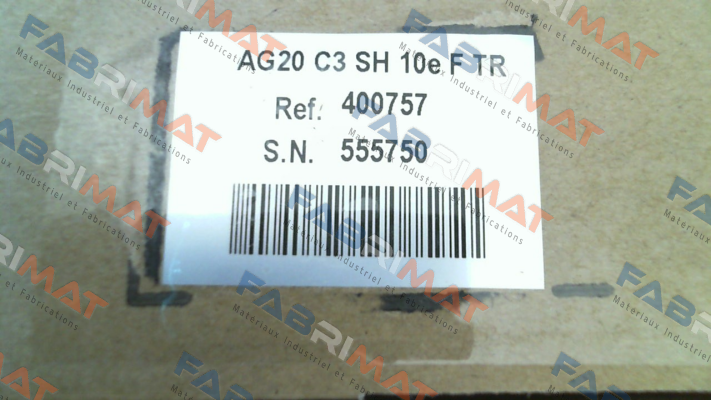 AG20 C3 SH 10e F TR
Ref: 400757
S.N. 555750
FABRIMAT
Materiaux Industriel et Fabrications